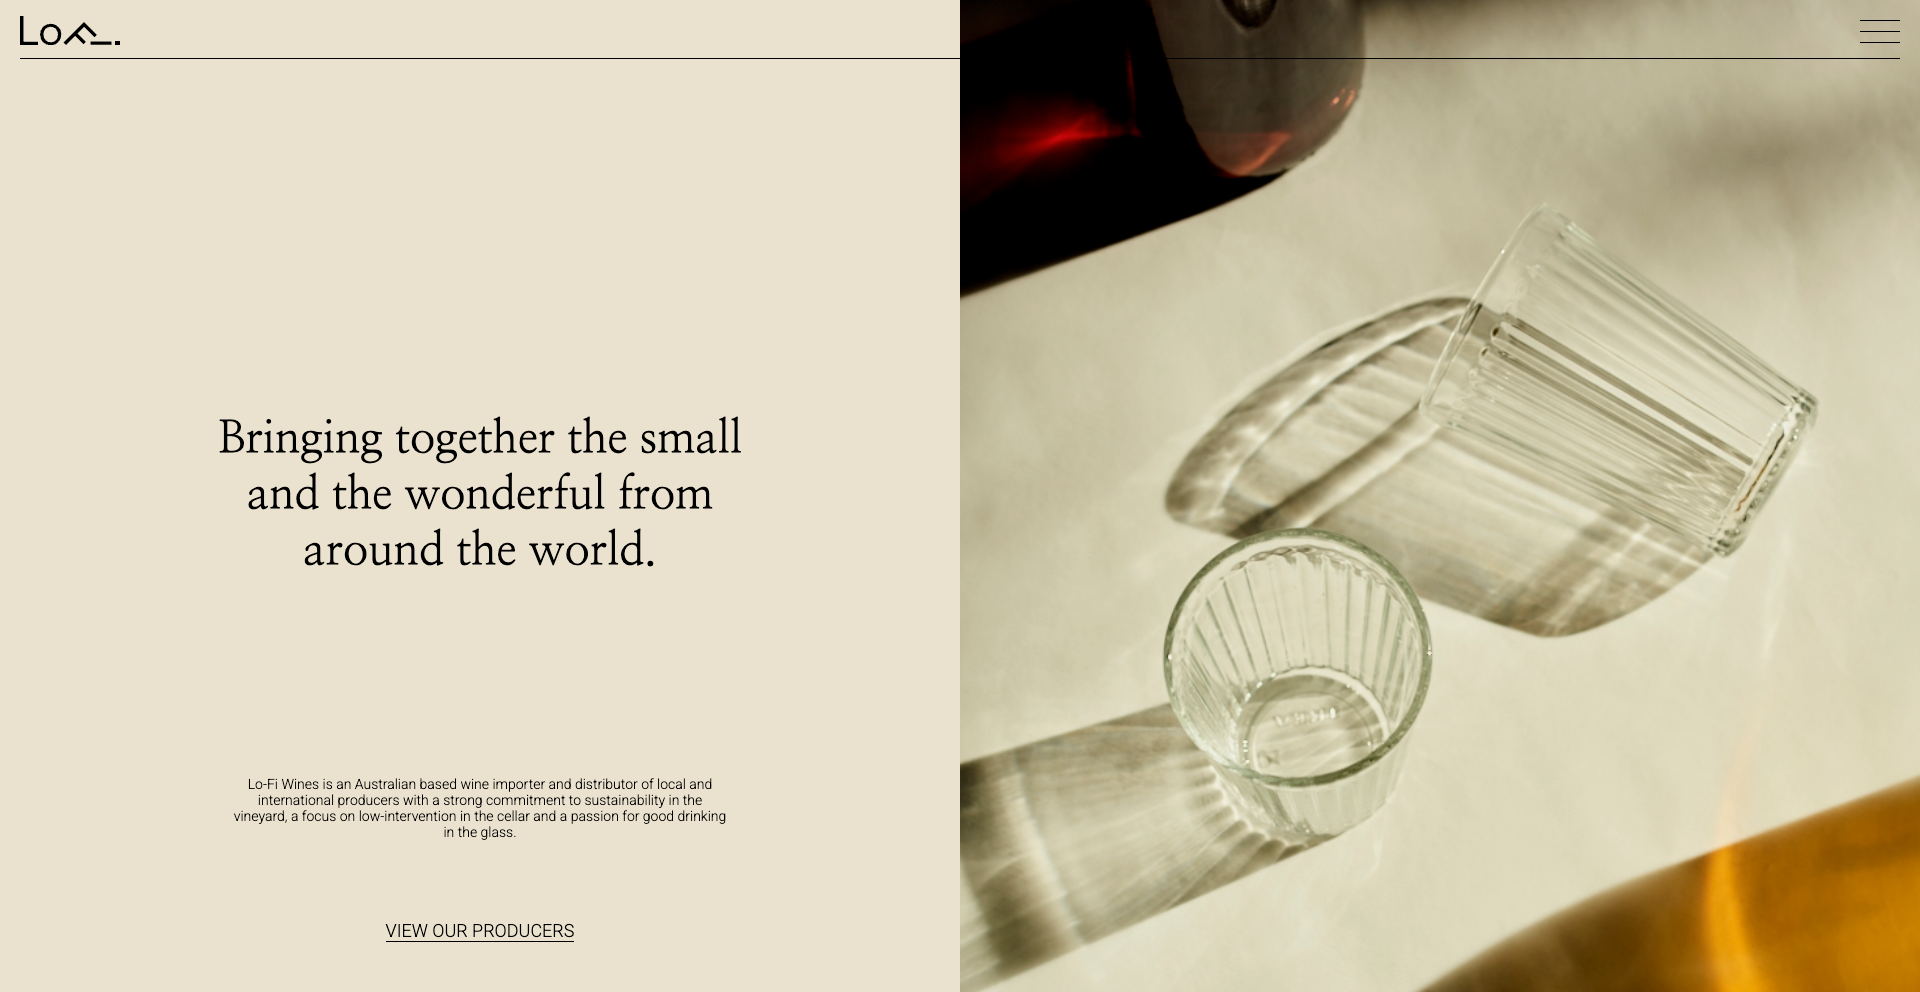 Bringing together the small
and the wonderful from
around the world.
Lo-Fi Wines is an Australian based wine importer and distributor of local and
international producers with a strong commitment to sustainability in the
vineyard, a focus on low-intervention in the cellar and a passion for good drinking
in the glass.
VIEW OUR PRODUCERS